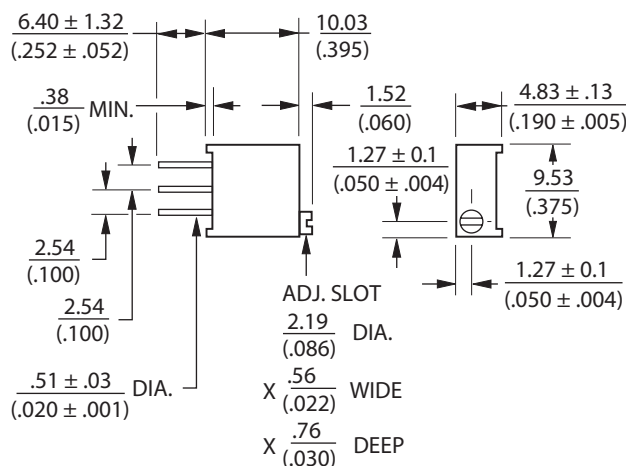 6.40 ± 1.32
(.252 ± .052)
10.03
(.395)
.38
(.015)
MIN.
1.52
(.060)
4.83 ± .13
(.190 ± .005)
1.27 ± 0.1
(.050 ± .004)
9.53
(.375)
2.54
(.100)
2.54
(.100)
1.27 ± 0.1
(.050 ± .004)
ADJ. SLOT
2.19
(.086)
DIA.
.51 ± .03
(.020 ± .001)
DIA.
X .56
(.022)
WIDE
X .76
(.030)
DEEP